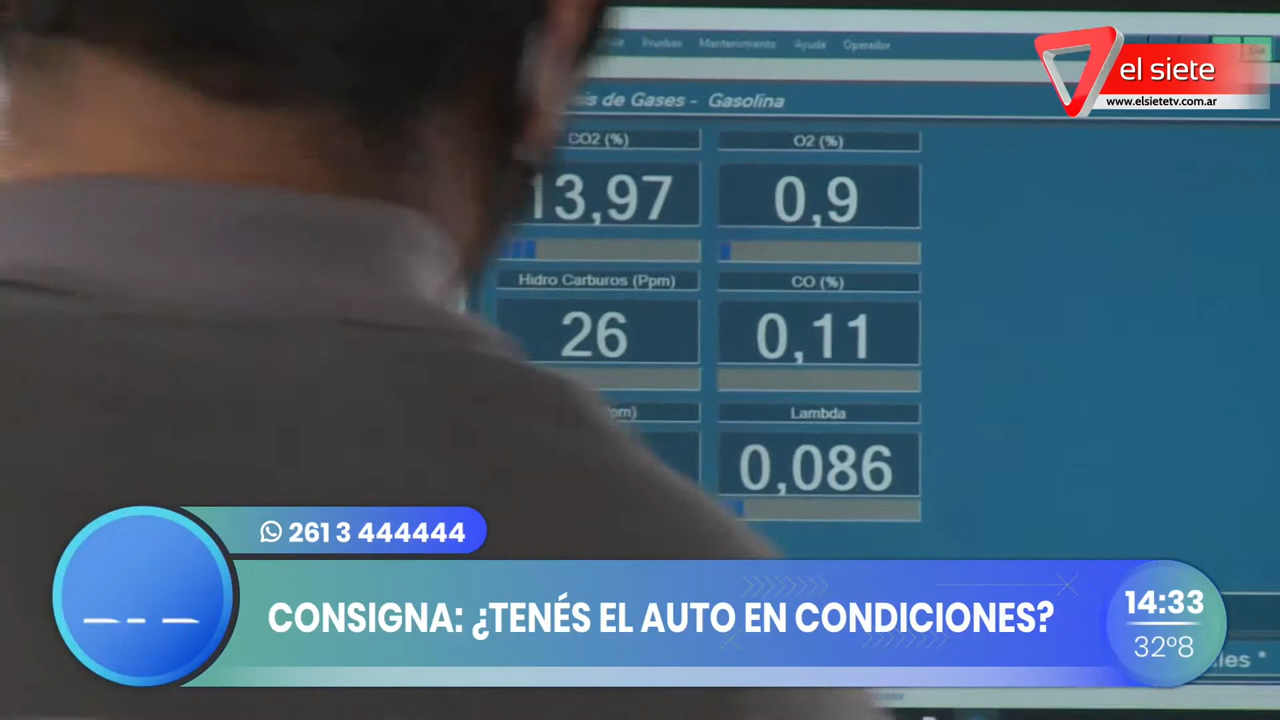 Pruebas Mantenimiento Ayuda Operador
el siete
www.elsietetv.com.ar
de Gases - Gasolina
CO2 (%) O2 (%)
13,97 0,9
Hidro Carburos (Ppm) CO (%)
26 0,11
Lambda
0,086
261 3 444444
CONSIGNA: ¿TENÉS EL AUTO EN CONDICIONES?
14:33
32º8